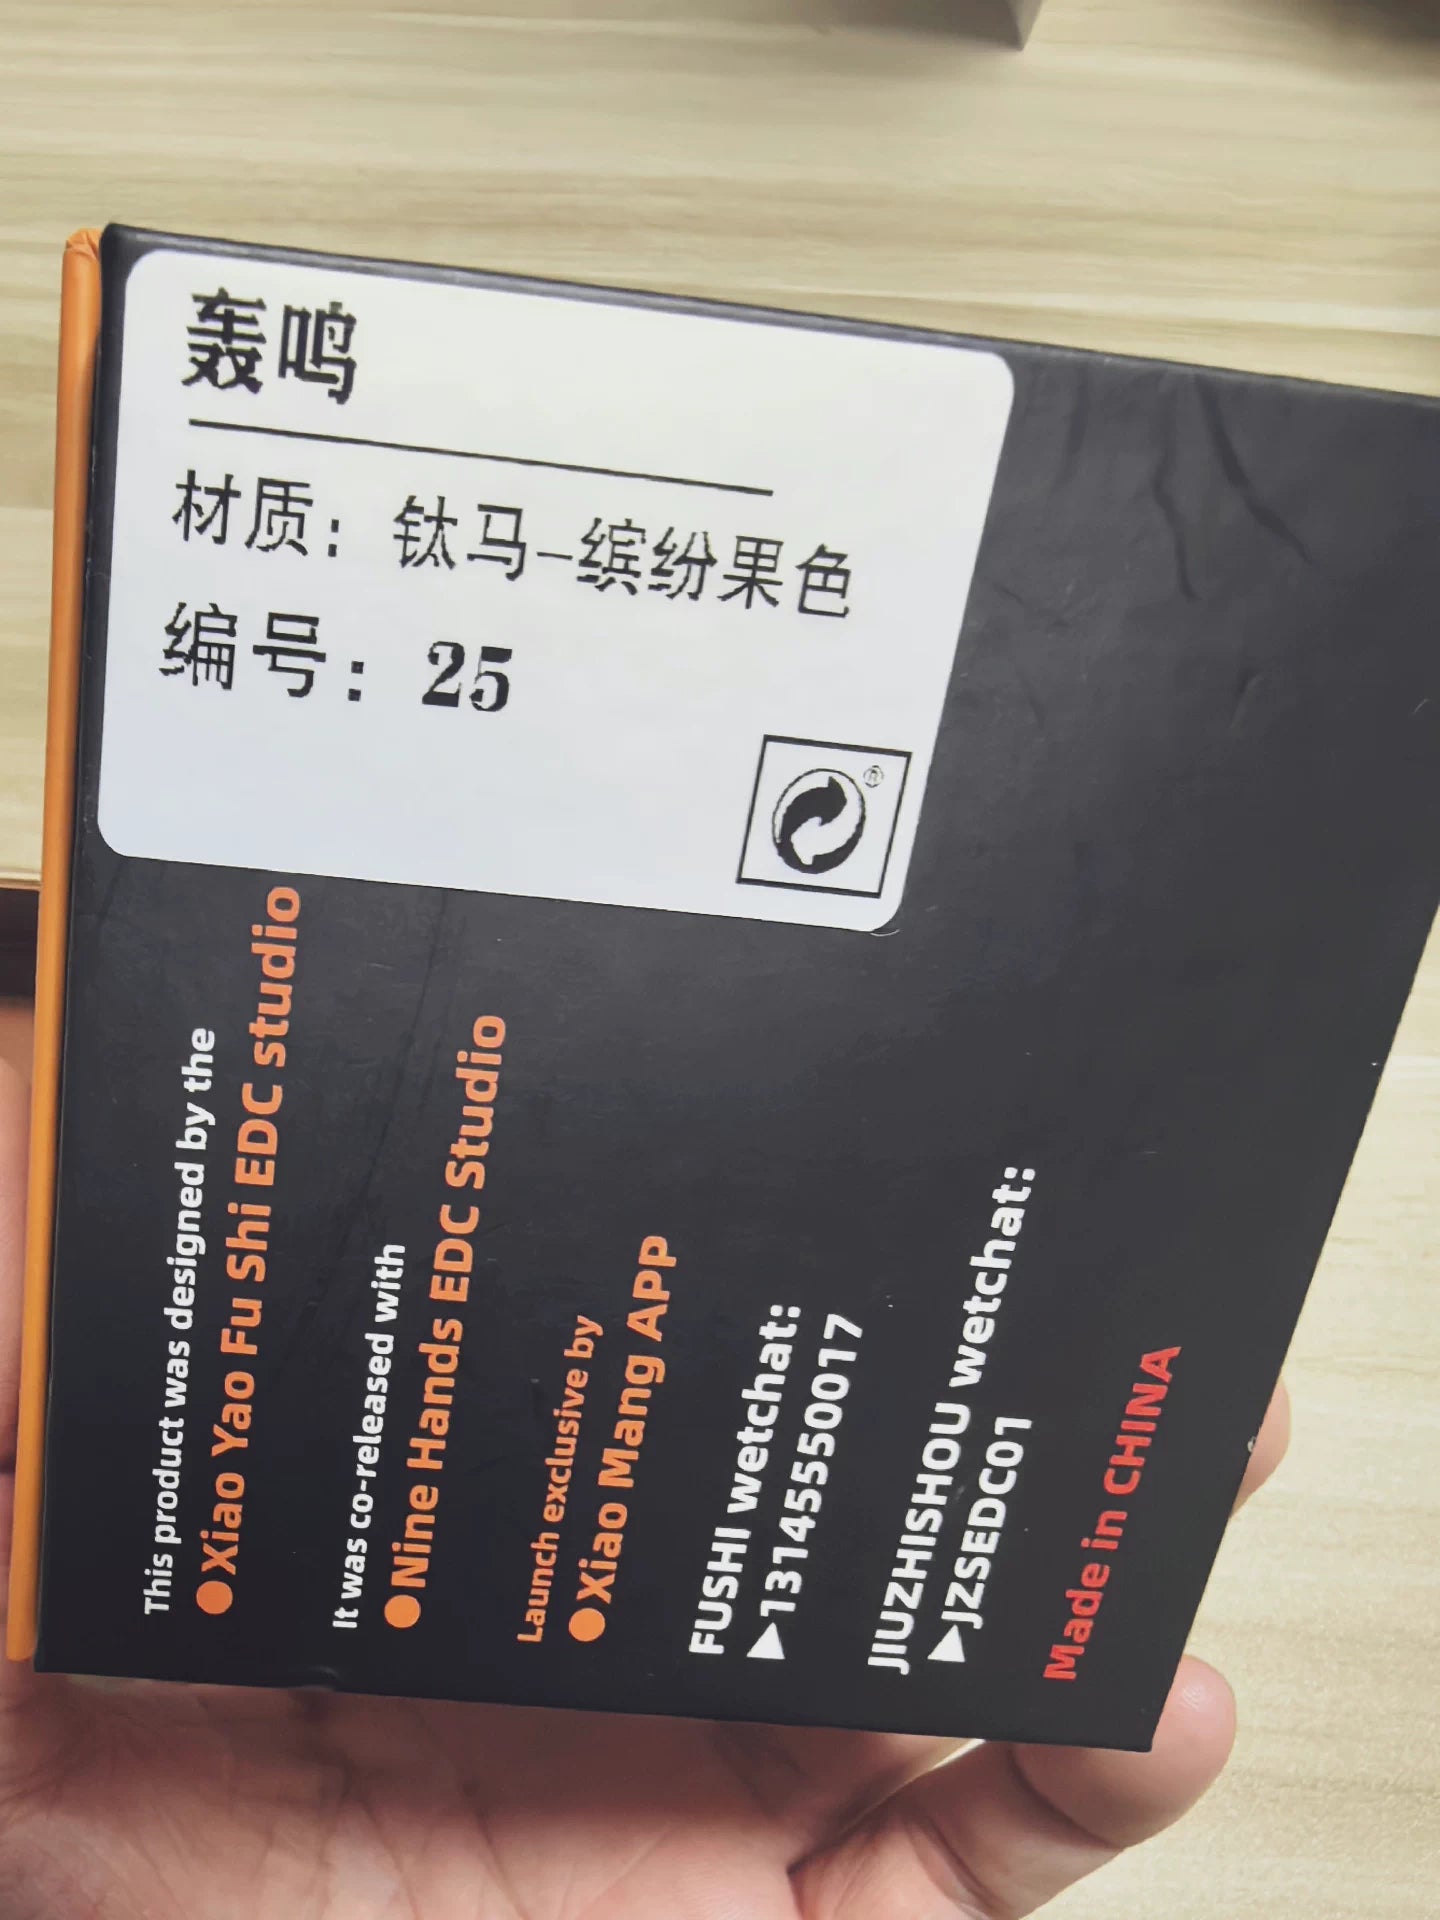 轰鸣
材质：钛马-缤纷果色
编号：25
®
This product was designed by the
●Xiao Yao Fu Shi EDC studio
It was co-released with
●Nine Hands EDC Studio
Launch exclusive by
●Xiao Mang APP
FUSHI wetchat:
▶13145550017
JIUZHISHOU wetchat:
▶JZSEDC01
Made in CHINA